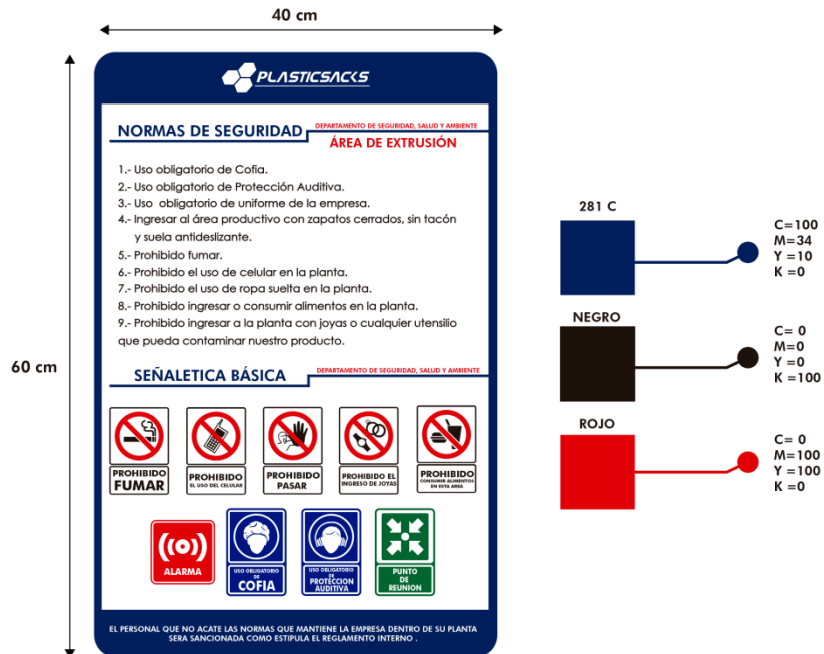 40 cm
PLASTICSACKS
NORMAS DE SEGURIDAD
DEPARTAMENTO DE SEGURIDAD, SALUD Y AMBIENTE
ÁREA DE EXTRUSIÓN
1.- Uso obligatorio de Cofia.
2.- Uso obligatorio de Protección Auditiva.
3.- Uso obligatorio de uniforme de la empresa.
4.- Ingresar al área productivo con zapatos cerrados, sin tacón
y suela antideslizante.
5.- Prohibido fumar.
6.- Prohibido el uso de celular en la planta.
7.- Prohibido el uso de ropa suelta en la planta.
8.- Prohibido ingresar o consumir alimentos en la planta.
9.- Prohibido ingresar a la planta con joyas o cualquier utensilio
que pueda contaminar nuestro producto.
60 cm
SEÑALETICA BÁSICA
DEPARTAMENTO DE SEGURIDAD, SALUD Y AMBIENTE
PROHIBIDO
FUMAR
PROHIBIDO
EL USO DEL CELULAR
PROHIBIDO
PASAR
PROHIBIDO EL
INGRESO DE JOYAS
PROHIBIDO
CONSUMIR ALIMENTOS
EN ESTA AREA
ALARMA
USO OBLIGATORIO
DE
COFIA
USO OBLIGATORIO
DE
PROTECCION
AUDITIVA
PUNTO
DE
REUNION
EL PERSONAL QUE NO ACATE LAS NORMAS QUE MANTIENE LA EMPRESA DENTRO DE SU PLANTA
SERA SANCIONADA COMO ESTIPULA EL REGLAMENTO INTERNO .
281 C
C=100
M=34
Y =10
K =0
NEGRO
C= 0
M=0
Y =0
K =100
ROJO
C= 0
M=100
Y =100
K =0